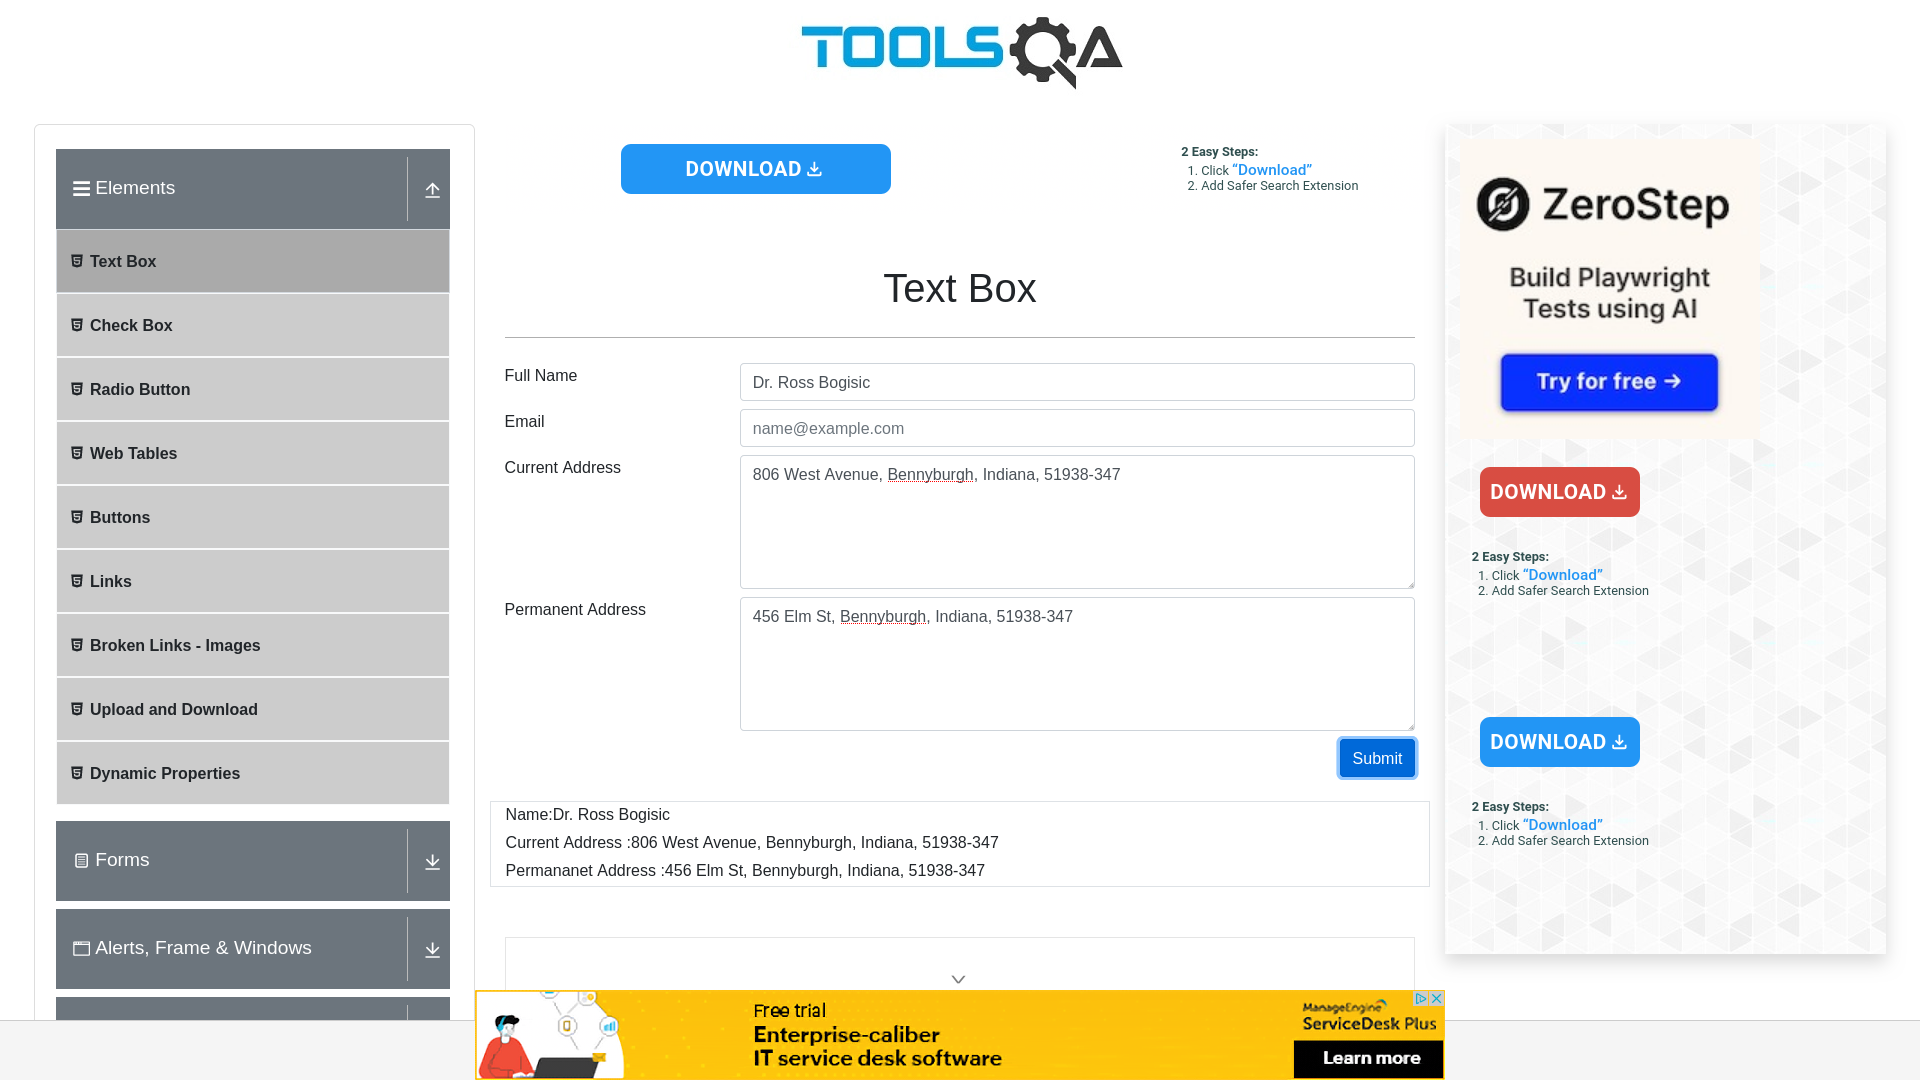 TOOLSQA
Elements
Text Box
Check Box
Radio Button
Web Tables
Buttons
Links
Broken Links - Images
Upload and Download
Dynamic Properties
Forms
Alerts, Frame & Windows
DOWNLOAD
2 Easy Steps:
1. Click “Download”
2. Add Safer Search Extension
Text Box
Full Name
Dr. Ross Bogisic
Email
name@example.com
Current Address
806 West Avenue, Bennyburgh, Indiana, 51938-347
Permanent Address
456 Elm St, Bennyburgh, Indiana, 51938-347
Submit
Name:Dr. Ross Bogisic
Current Address :806 West Avenue, Bennyburgh, Indiana, 51938-347
Permananet Address :456 Elm St, Bennyburgh, Indiana, 51938-347
ZeroStep
Build Playwright
Tests using AI
Try for free →
DOWNLOAD
2 Easy Steps:
1. Click “Download”
2. Add Safer Search Extension
DOWNLOAD
2 Easy Steps:
1. Click “Download”
2. Add Safer Search Extension
Free trial
Enterprise-caliber
IT service desk software
ManageEngine
ServiceDesk Plus
Learn more